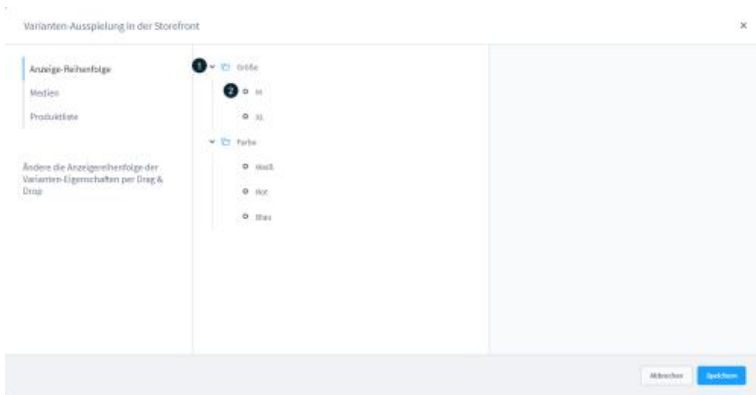 Varianten-Ausspielung in der Storefront
Anzeige-Reihenfolge
Medien
Produktliste
Ändere die Anzeigereihenfolge der
Varianten-Eigenschaften per Drag &
Drop
1 Größe
2 M
XL
Farbe
Weiß
Rot
Blau
Abbrechen
Speichern